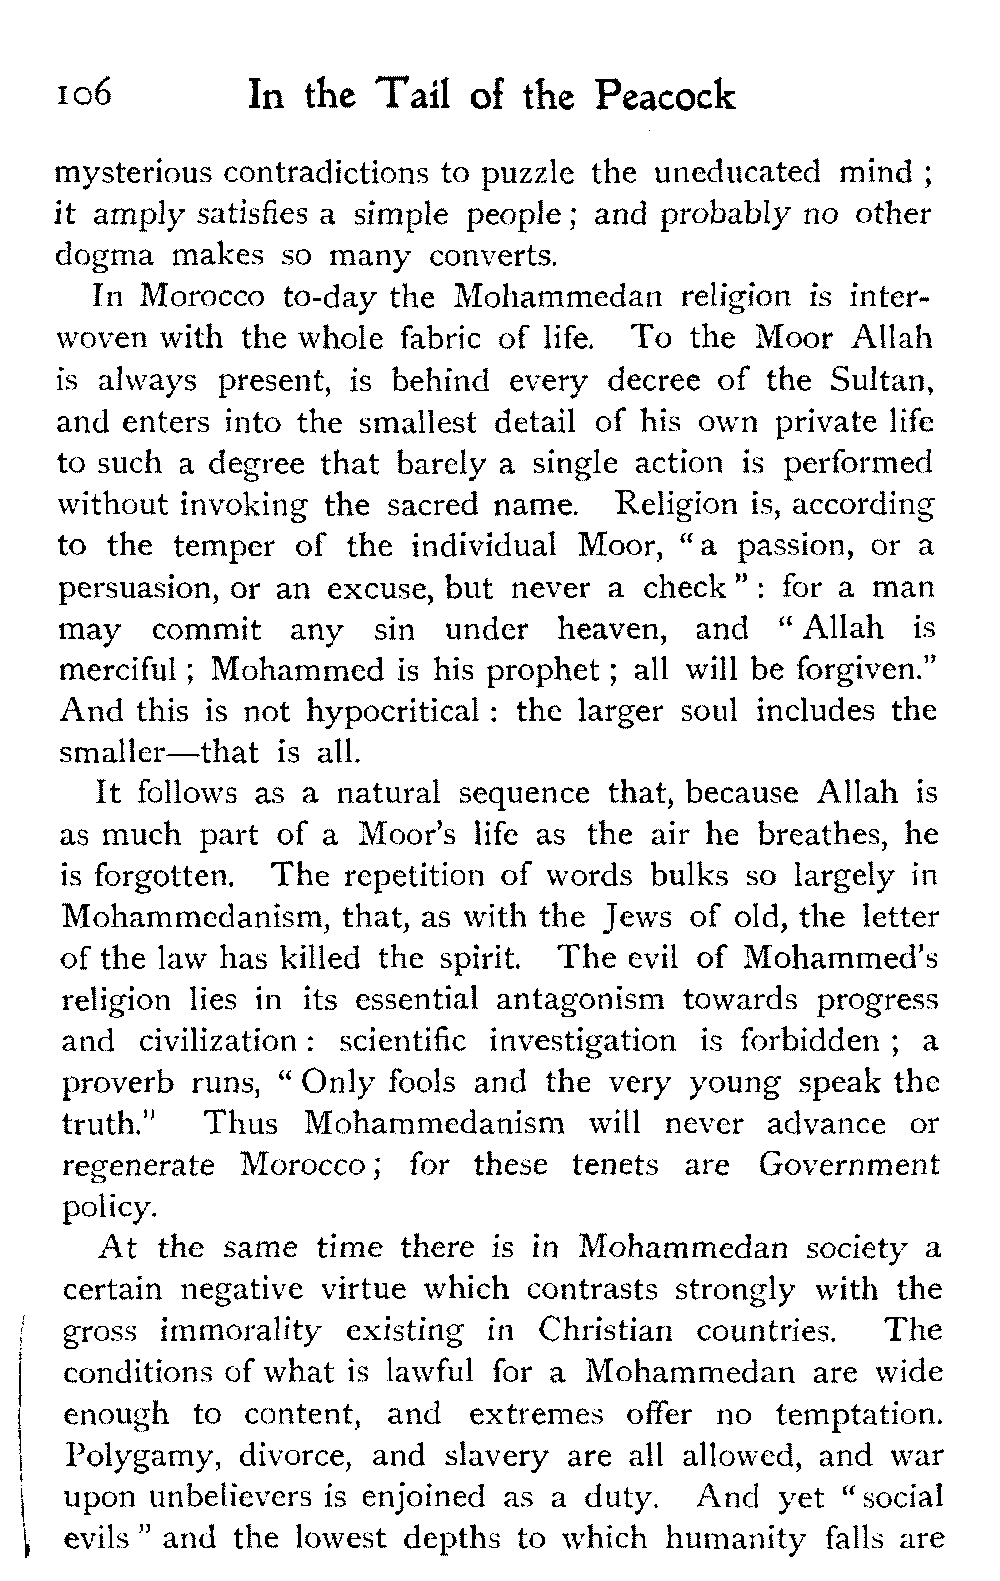 106 In the Tail of the Peacock
mysterious contradictions to puzzle the uneducated mind ;
it amply satisfies a simple people ; and probably no other
dogma makes so many converts.
In Morocco to-day the Mohammedan religion is inter-
woven with the whole fabric of life. To the Moor Allah
is always present, is behind every decree of the Sultan,
and enters into the smallest detail of his own private life
to such a degree that barely a single action is performed
without invoking the sacred name. Religion is, according
to the temper of the individual Moor, “ a passion, or a
persuasion, or an excuse, but never a check ” : for a man
may commit any sin under heaven, and “ Allah is
merciful ; Mohammed is his prophet ; all will be forgiven.”
And this is not hypocritical : the larger soul includes the
smaller—that is all.
It follows as a natural sequence that, because Allah is
as much part of a Moor’s life as the air he breathes, he
is forgotten. The repetition of words bulks so largely in
Mohammedanism, that, as with the Jews of old, the letter
of the law has killed the spirit. The evil of Mohammed’s
religion lies in its essential antagonism towards progress
and civilization : scientific investigation is forbidden ; a
proverb runs, “ Only fools and the very young speak the
truth.” Thus Mohammedanism will never advance or
regenerate Morocco ; for these tenets are Government
policy.
At the same time there is in Mohammedan society a
certain negative virtue which contrasts strongly with the
gross immorality existing in Christian countries. The
conditions of what is lawful for a Mohammedan are wide
enough to content, and extremes offer no temptation.
Polygamy, divorce, and slavery are all allowed, and war
upon unbelievers is enjoined as a duty. And yet “ social
evils ” and the lowest depths to which humanity falls are